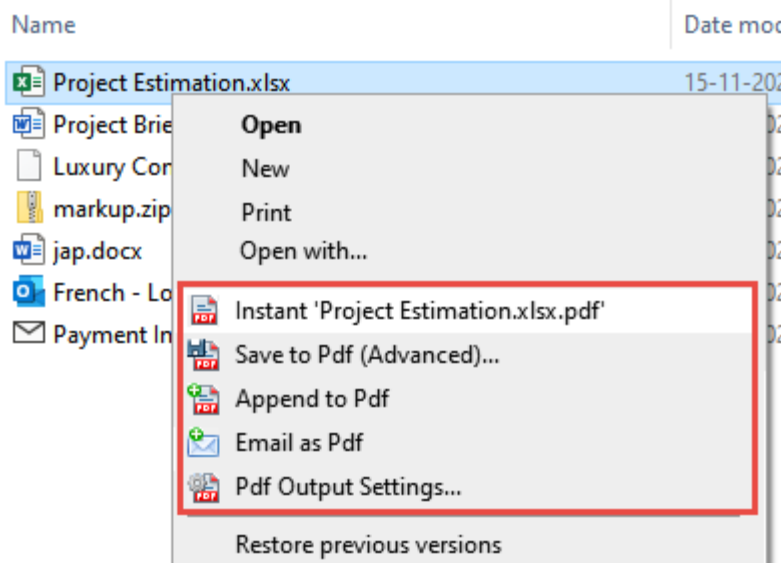 Name Date mod
Project Estimation.xlsx 15-11-202
Project Brie
Open
Luxury Con
New
markup.zip
Print
jap.docx
Open with...
French - Lo
Instant 'Project Estimation.xlsx.pdf'
Payment In
Save to Pdf (Advanced)...
Append to Pdf
Email as Pdf
Pdf Output Settings...
Restore previous versions